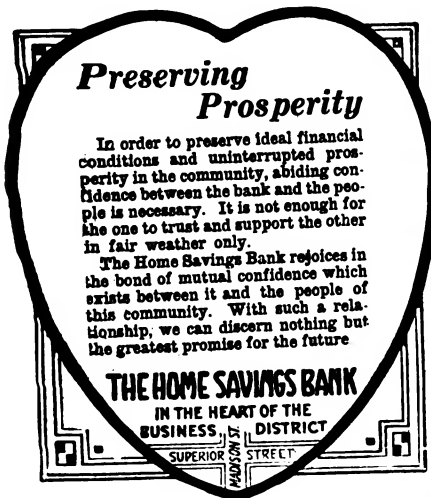 Preserving
Prosperity
In order to preserve ideal financial
conditions and uninterrupted pros-
perity in the community, abiding con-
fidence between the bank and the peo-
ple is necessary. It is not enough for
the one to trust and support the other
in fair weather only.
The Home Savings Bank rejoices in
the bond of mutual confidence which
exists between it and the people of
this community. With such a rela-
tionship, we can discern nothing but
the greatest promise for the future
THE HOME SAVINGS BANK
IN THE HEART OF THE
BUSINESS DISTRICT
SUPERIOR STREET
MADISON ST.